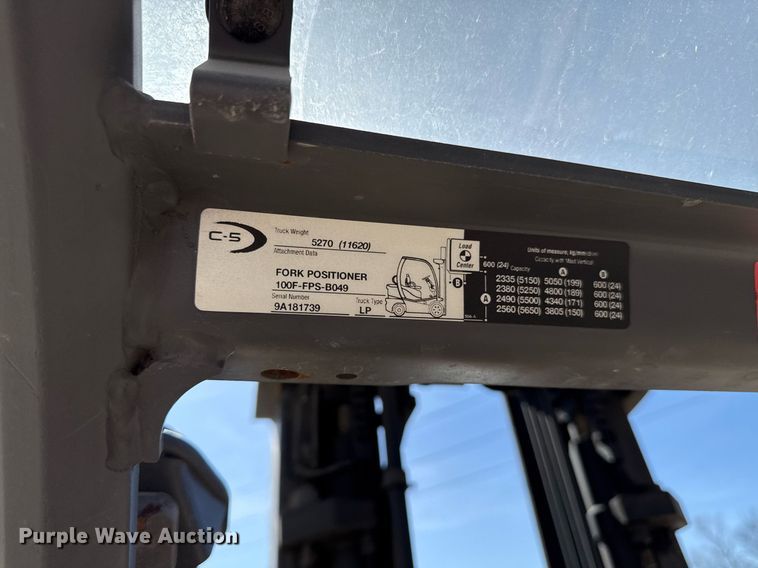 C-5
Truck Weight
5270 (11620)
Attachment Data
FORK POSITIONER
100F-FPS-B049
Serial Number
9A181739
Truck Type
LP
Load
Center
600 (24)
B
A
Units of measure; kg/mm(lb/in)
Capacity with Mast Vertical
Capacity A B
2335 (5150) 5050 (199) 600 (24)
2380 (5250) 4800 (189) 600 (24)
2490 (5500) 4340 (171) 600 (24)
2560 (5650) 3805 (150) 600 (24)
Purple Wave Auction